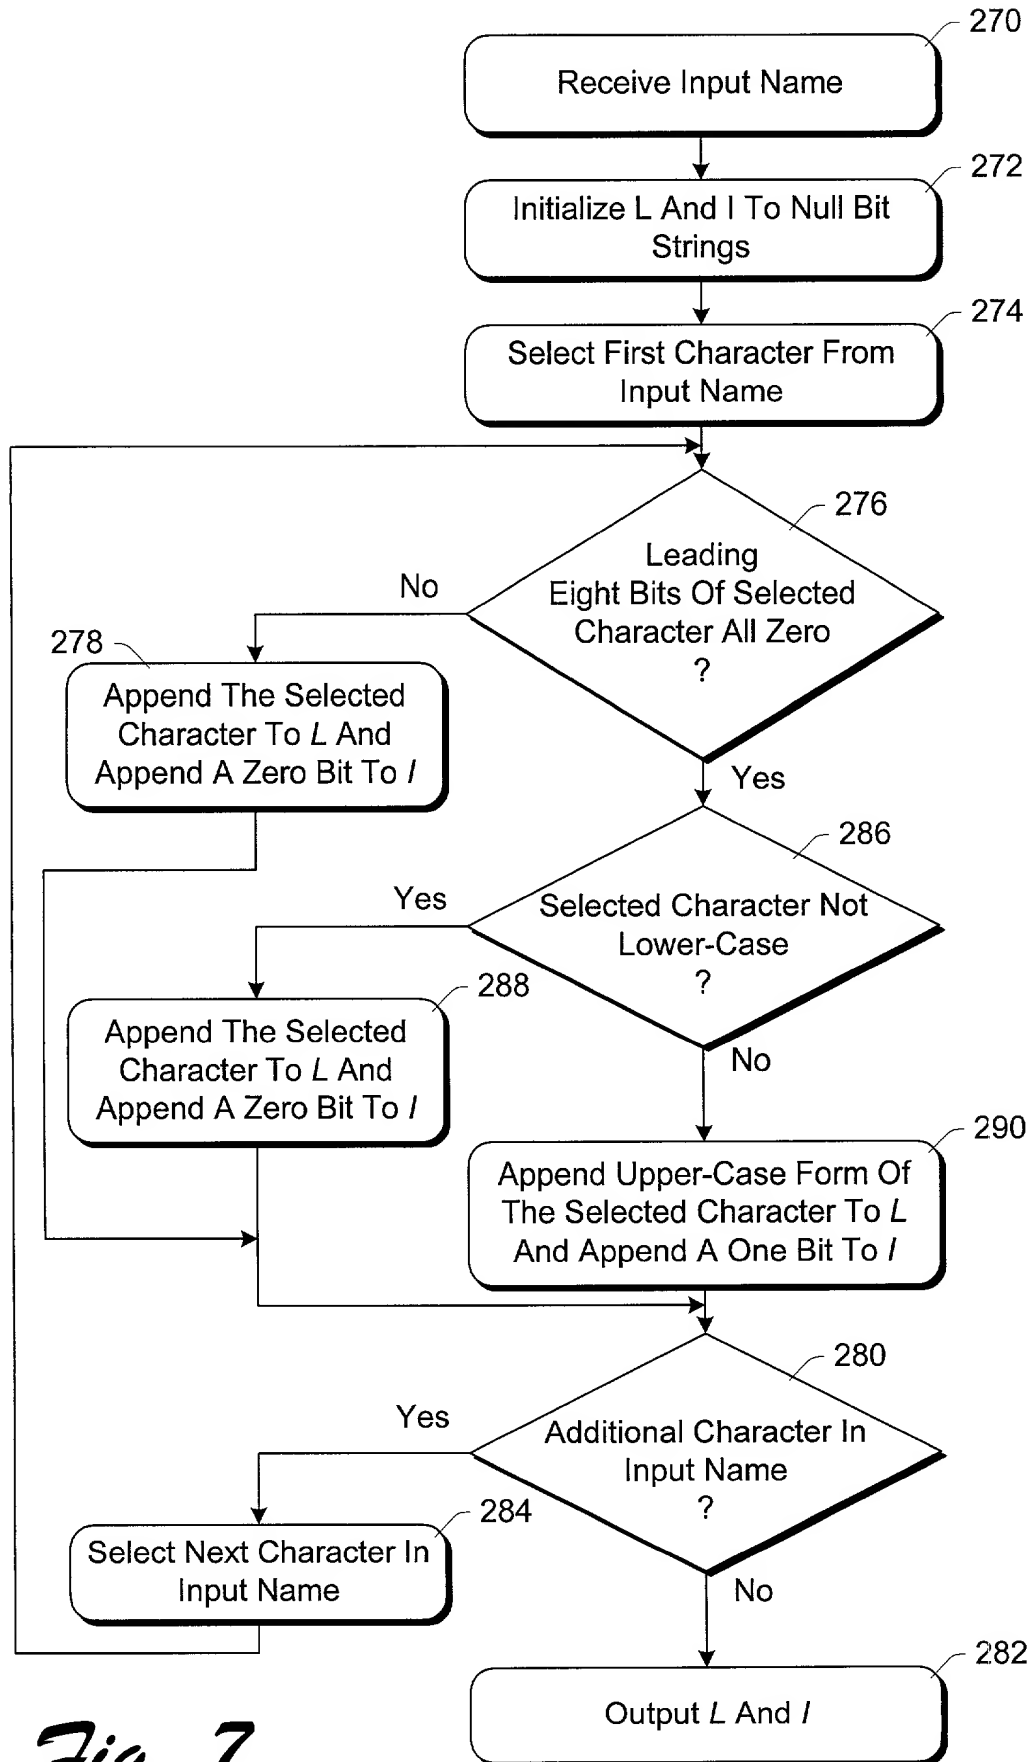 270
Receive Input Name
272
Initialize L And I To Null Bit
Strings
274
Select First Character From
Input Name
276
Leading
Eight Bits Of Selected
Character All Zero
?
No
278
Append The Selected
Character To L And
Append A Zero Bit To I
Yes
286
Selected Character Not
Lower-Case
?
Yes
288
Append The Selected
Character To L And
Append A Zero Bit To I
No
290
Append Upper-Case Form Of
The Selected Character To L
And Append A One Bit To I
280
Additional Character In
Input Name
?
Yes
284
Select Next Character In
Input Name
No
282
Output L And I
Fig. 7